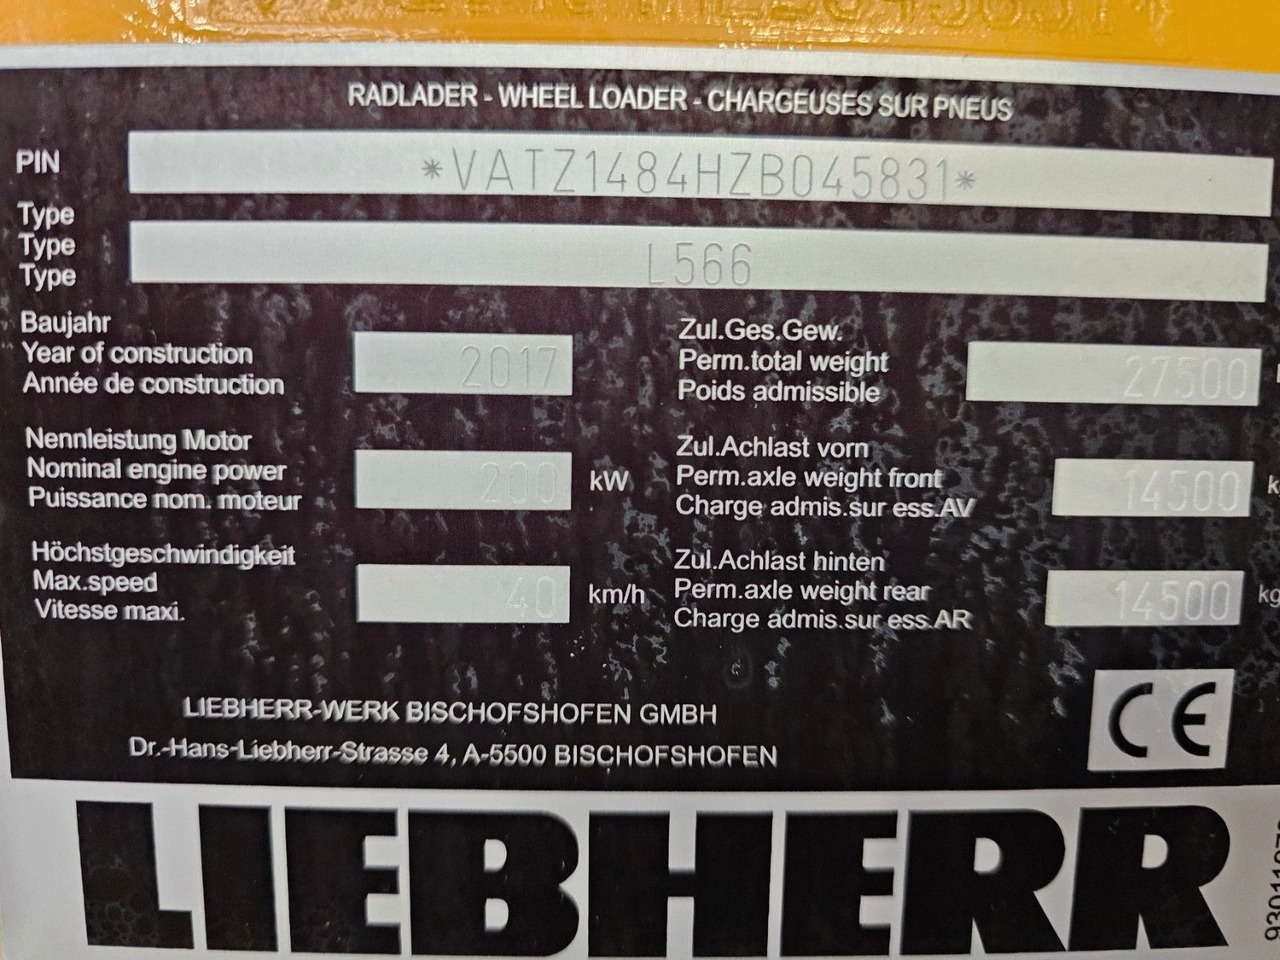 RADLADER - WHEEL LOADER - CHARGEUSES SUR PNEUS
PIN *VATZ1484HZB045831*
Type
Type L566
Type
Baujahr
Year of construction 2017
Année de construction
Zul.Ges.Gew.
Perm.total weight 27500
Poids admissible
Nennleistung Motor
Nominal engine power 200 kW
Puissance nom. moteur
Zul.Achlast vorn
Perm.axle weight front 14500
Charge admis.sur ess.AV
Höchstgeschwindigkeit
Max.speed 40 km/h
Vitesse maxi.
Zul.Achlast hinten
Perm.axle weight rear 14500 kg
Charge admis.sur ess.AR
LIEBHERR-WERK BISCHOFSHOFEN GMBH
Dr.-Hans-Liebherr-Strasse 4, A-5500 BISCHOFSHOFEN
CE
LIEBHERR